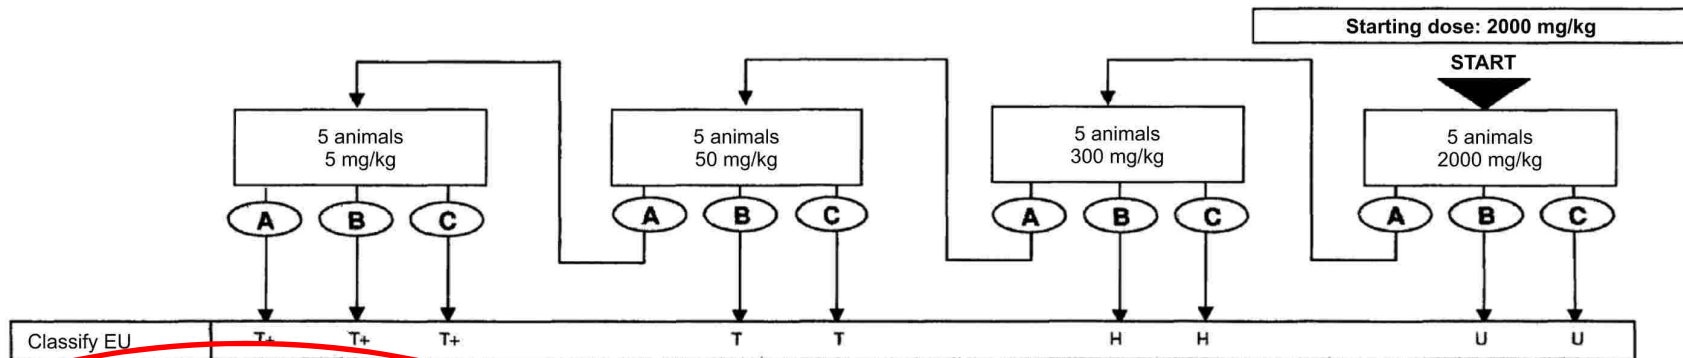 Starting dose: 2000 mg/kg
START
5 animals
5 mg/kg
5 animals
50 mg/kg
5 animals
300 mg/kg
5 animals
2000 mg/kg
A B C A B C A B C A B C
Classify EU T+ T+ T+ T T H H U U